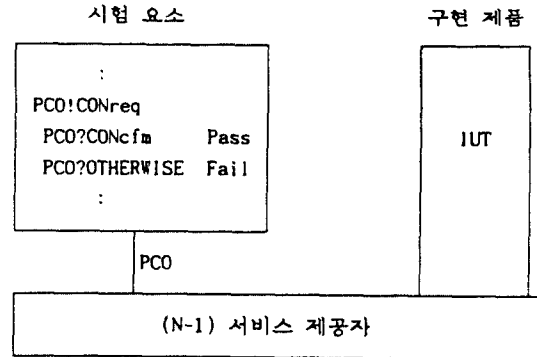 시험 요소
구현 제품
:
PCO!CONreq
PCO?CONcfm Pass
PCO?OTHERWISE Fail
:
IUT
PCO
(N-1) 서비스 제공자